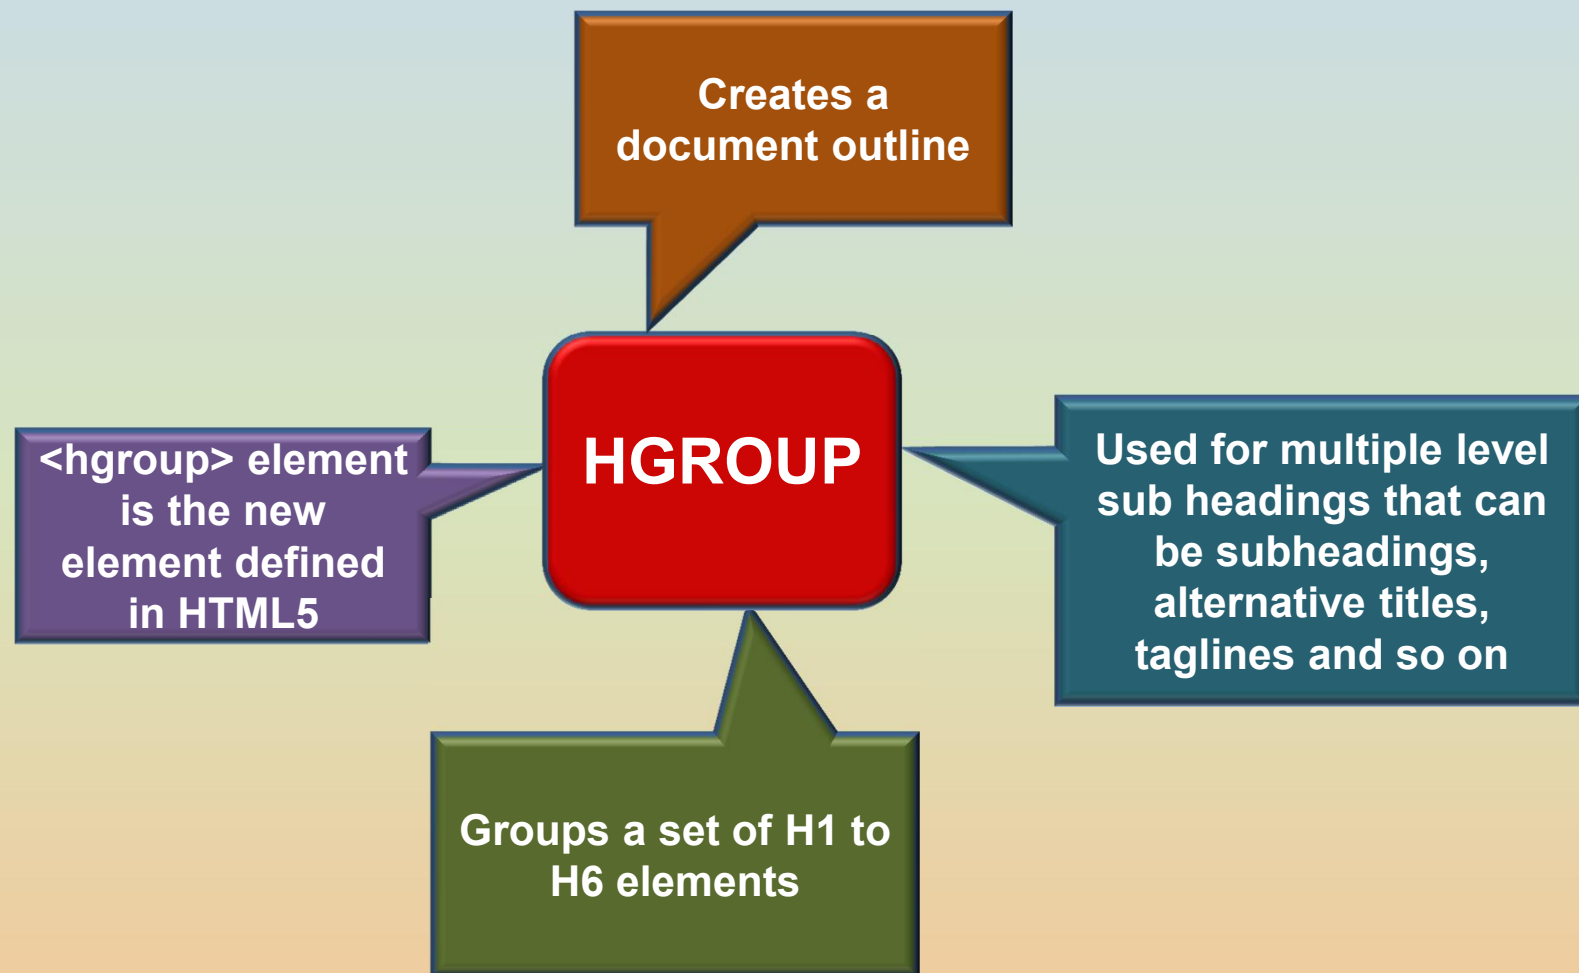 Creates a
document outline
HGROUP
<hgroup> element
is the new
element defined
in HTML5
Used for multiple level
sub headings that can
be subheadings,
alternative titles,
taglines and so on
Groups a set of H1 to
H6 elements